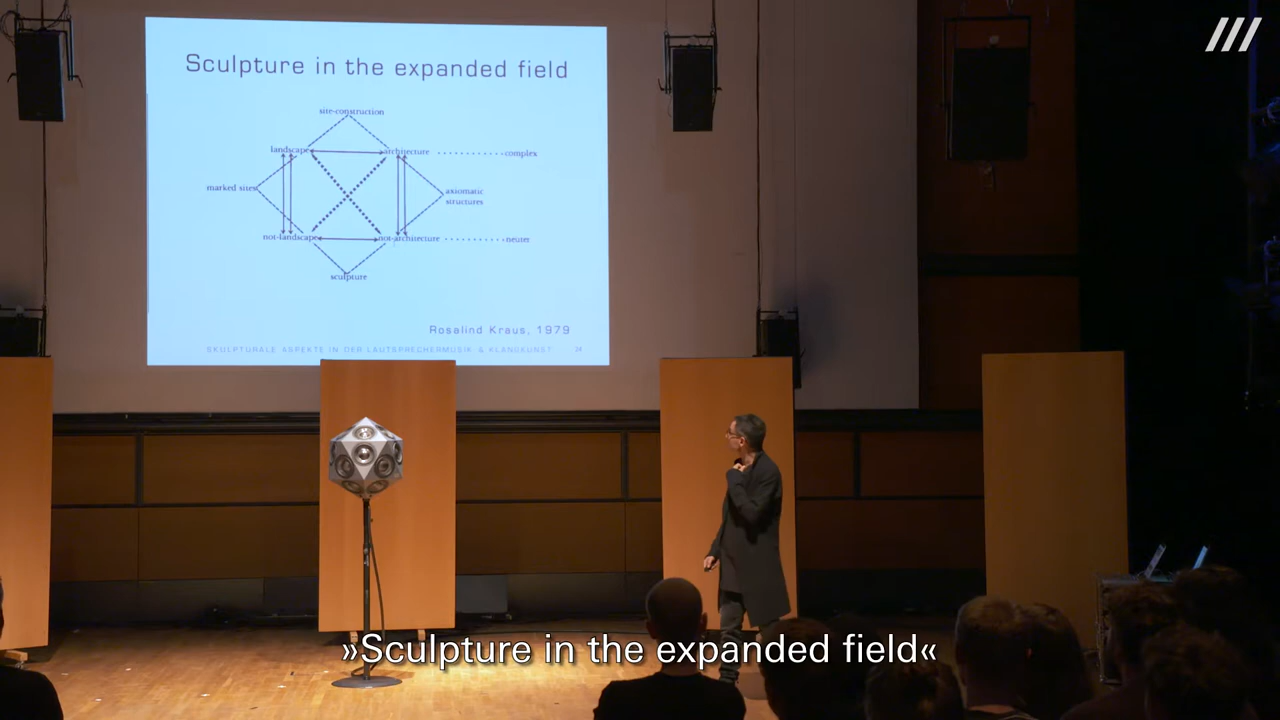 Sculpture in the expanded field
site-construction
landscape architecture complex
marked sites axiomatic
structures
not-landscape not-architecture neuter
sculpture
Rosalind Kraus, 1979
SKULPTURALE ASPEKTE IN DER LAUTSPRECHERMUSIK & KLANGKUNST 34
»Sculpture in the expanded field«